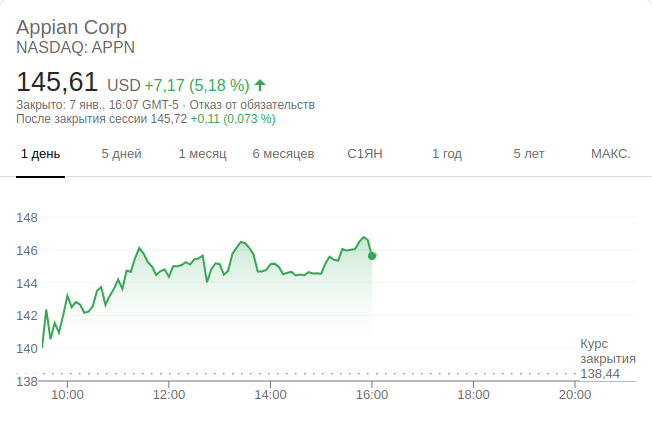 Appian Corp
NASDAQ: APPN
145,61 USD +7,17 (5,18 %)
Закрыто: 7 янв., 16:07 GMT-5 · Отказ от обязательств
После закрытия сессии 145,72 +0,11 (0,073 %)
1 день 5 дней 1 месяц 6 месяцев С1ЯН 1 год 5 лет МАКС.
148
146
144
142
140
Курс
закрытия
138,44
138
10:00 12:00 14:00 16:00 18:00 20:00